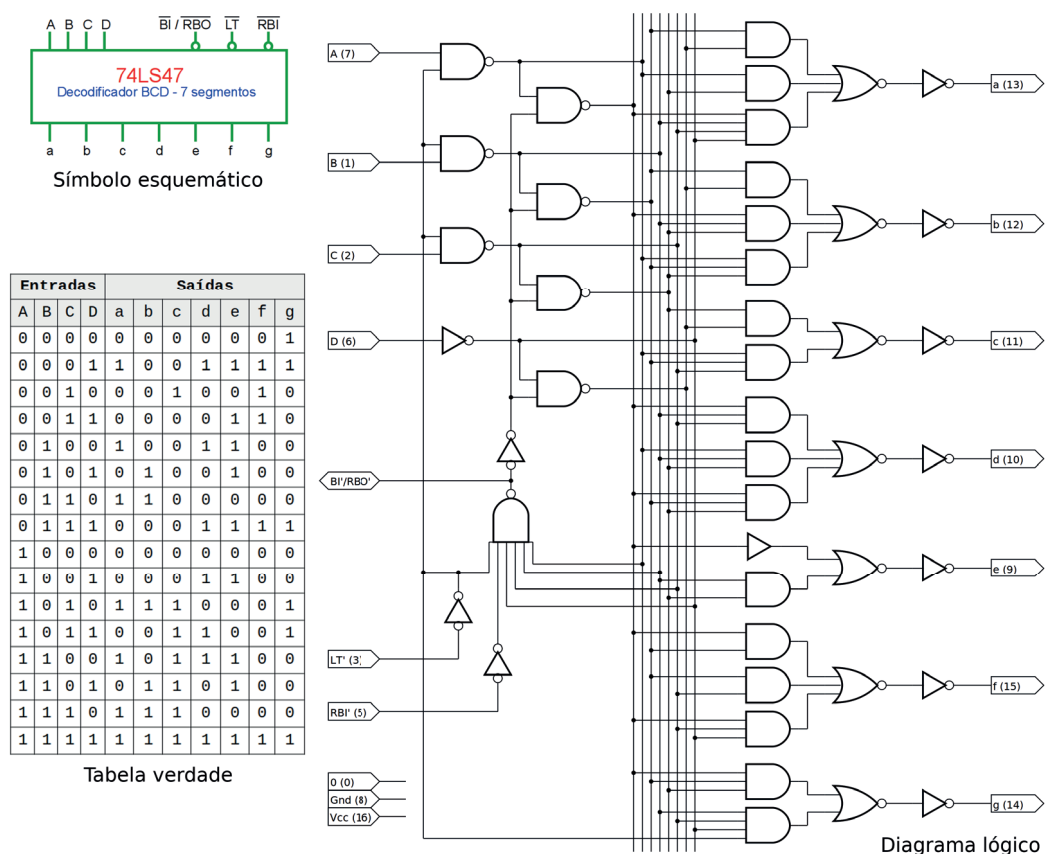 A B C D BI / RBO LT RBI
74LS47
Decodificador BCD - 7 segmentos
a b c d e f g
Símbolo esquemático
Entradas Saídas
A B C D a b c d e f g
0 0 0 0 0 0 0 0 0 0 1
0 0 0 1 1 0 0 1 1 1 1
0 0 1 0 0 0 1 0 0 1 0
0 0 1 1 0 0 0 0 1 1 0
0 1 0 0 1 0 0 1 1 0 0
0 1 0 1 0 1 0 0 1 0 0
0 1 1 0 1 1 0 0 0 0 0
0 1 1 1 0 0 0 1 1 1 1
1 0 0 0 0 0 0 0 0 0 0
1 0 0 1 0 0 0 1 1 0 0
1 0 1 0 1 1 1 0 0 0 1
1 0 1 1 0 0 1 1 0 0 1
1 1 0 0 1 0 1 1 1 0 0
1 1 0 1 0 1 1 0 1 0 0
1 1 1 0 1 1 1 0 0 0 0
1 1 1 1 1 1 1 1 1 1 1
Tabela verdade
A (7)
B (1)
C (2)
D (6)
BI'/RBO'
LT' (3)
RBI' (5)
0 (0)
Gnd (8)
Vcc (16)
a (13)
b (12)
c (11)
d (10)
e (9)
f (15)
g (14)
Diagrama lógico